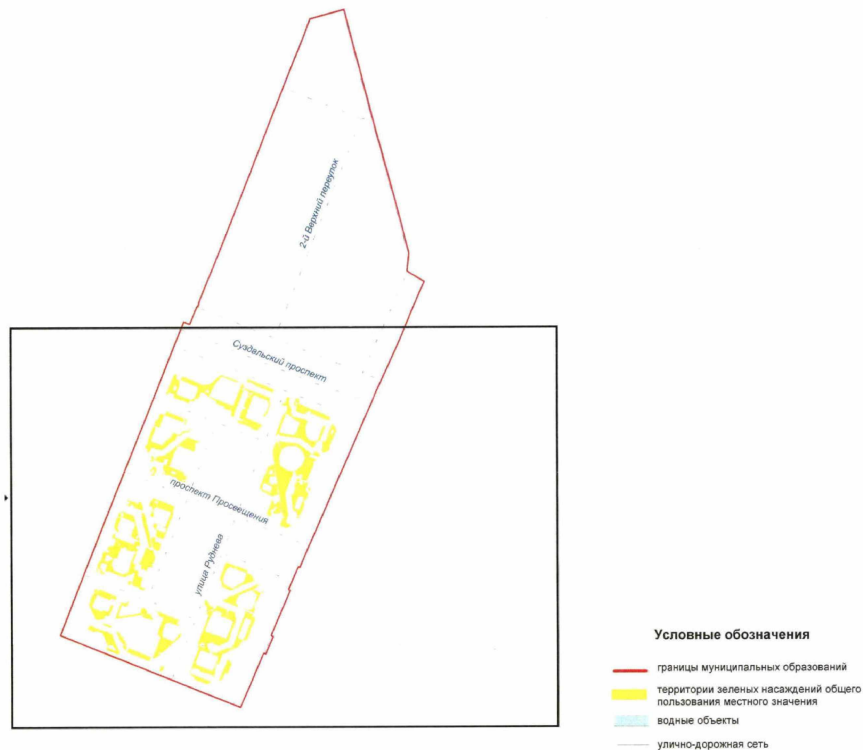 2-й Верхний переулок
Суздальский проспект
проспект Просвещения
улица Руднева
Условные обозначения
границы муниципальных образований
территории зеленых насаждений общего
пользования местного значения
водные объекты
улично-дорожная сеть